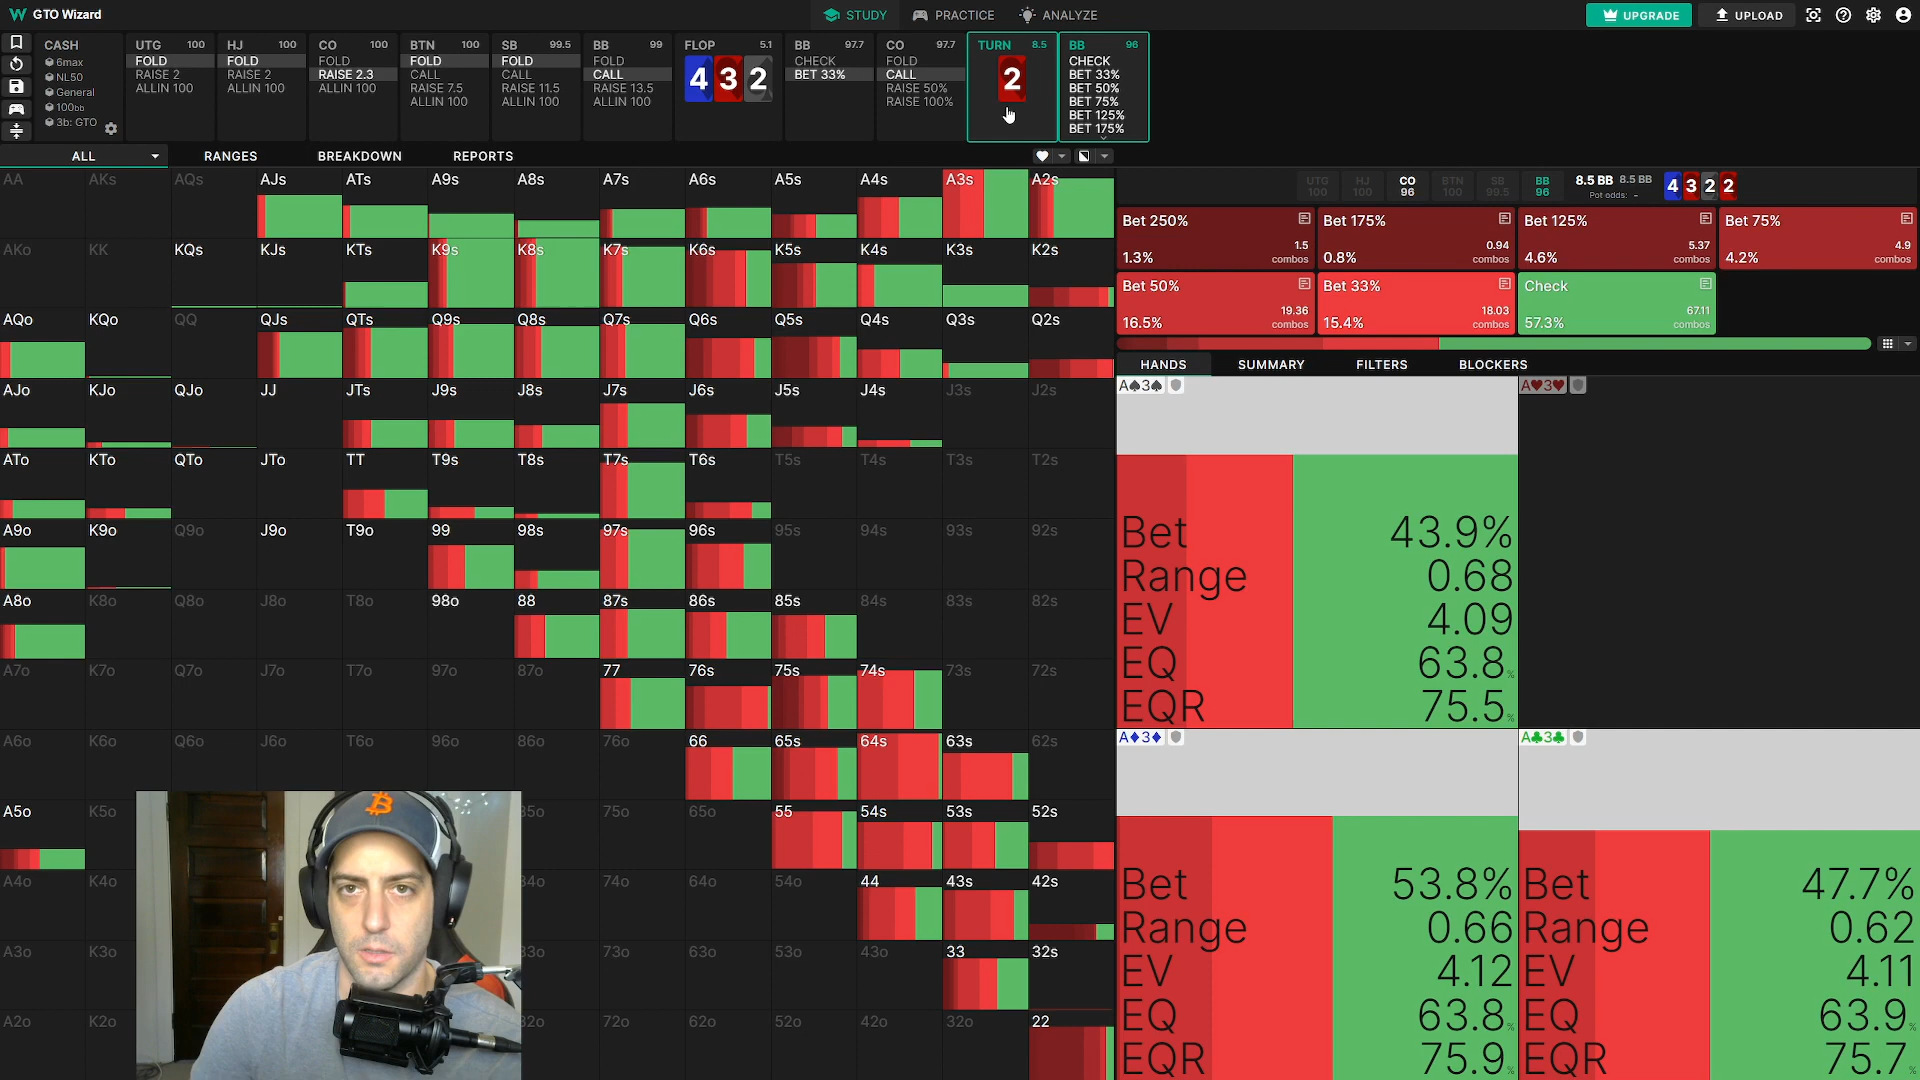 GTO Wizard
STUDY
PRACTICE
ANALYZE
UPGRADE
UPLOAD
CASH
6max
NL50
General
100bb
3b: GTO
UTG 100
FOLD
RAISE 2
ALLIN 100
HJ 100
FOLD
RAISE 2
ALLIN 100
CO 100
FOLD
RAISE 2.3
ALLIN 100
BTN 100
FOLD
CALL
RAISE 7.5
ALLIN 100
SB 99.5
FOLD
CALL
RAISE 11.5
ALLIN 100
BB 99
FOLD
CALL
RAISE 13.5
ALLIN 100
FLOP 5.1
4 3 2
BB 97.7
CHECK
BET 33%
CO 97.7
FOLD
CALL
RAISE 50%
RAISE 100%
TURN 8.5
2
BB 96
CHECK
BET 33%
BET 50%
BET 75%
BET 125%
BET 175%
ALL RANGES BREAKDOWN REPORTS
AA AKs AQs AJs ATs A9s A8s A7s A6s A5s A4s A3s A2s
AKo KK KQs KJs KTs K9s K8s K7s K6s K5s K4s K3s K2s
AQo KQo QQ QJs QTs Q9s Q8s Q7s Q6s Q5s Q4s Q3s Q2s
AJo KJo QJo JJ JTs J9s J8s J7s J6s J5s J4s J3s J2s
ATo KTo QTo JTo TT T9s T8s T7s T6s T5s T4s T3s T2s
A9o K9o Q9o J9o T9o 99 98s 97s 96s 95s 94s 93s 92s
A8o K8o Q8o J8o T8o 98o 88 87s 86s 85s 84s 83s 82s
A7o K7o Q7o J7o T7o 97o 87o 77 76s 75s 74s 73s 72s
A6o K6o Q6o J6o T6o 96o 86o 76o 66 65s 64s 63s 62s
A5o K5o 85o 75o 65o 55 54s 53s 52s
A4o K4o 84o 74o 64o 54o 44 43s 42s
A3o K3o 83o 73o 63o 53o 43o 33 32s
A2o K2o 82o 72o 62o 52o 42o 32o 22
UTG 100
HJ 100
CO 96
BTN 100
SB 99.5
BB 96
8.5 BB 8.5 BB
Pot odds: -
4 3 2 2
Bet 250%
1.3% 1.5 combos
Bet 175%
0.8% 0.94 combos
Bet 125%
4.6% 5.37 combos
Bet 75%
4.2% 4.9 combos
Bet 50%
16.5% 19.36 combos
Bet 33%
15.4% 18.03 combos
Check
57.3% 67.11 combos
HANDS SUMMARY FILTERS BLOCKERS
A♠3♠
Bet 43.9%
Range 0.68
EV 4.09
EQ 63.8%
EQR 75.5%
A♥3♥
A♦3♦
Bet 53.8%
Range 0.66
EV 4.12
EQ 63.8%
EQR 75.9%
A♣3♣
Bet 47.7%
Range 0.62
EV 4.11
EQ 63.9%
EQR 75.7%